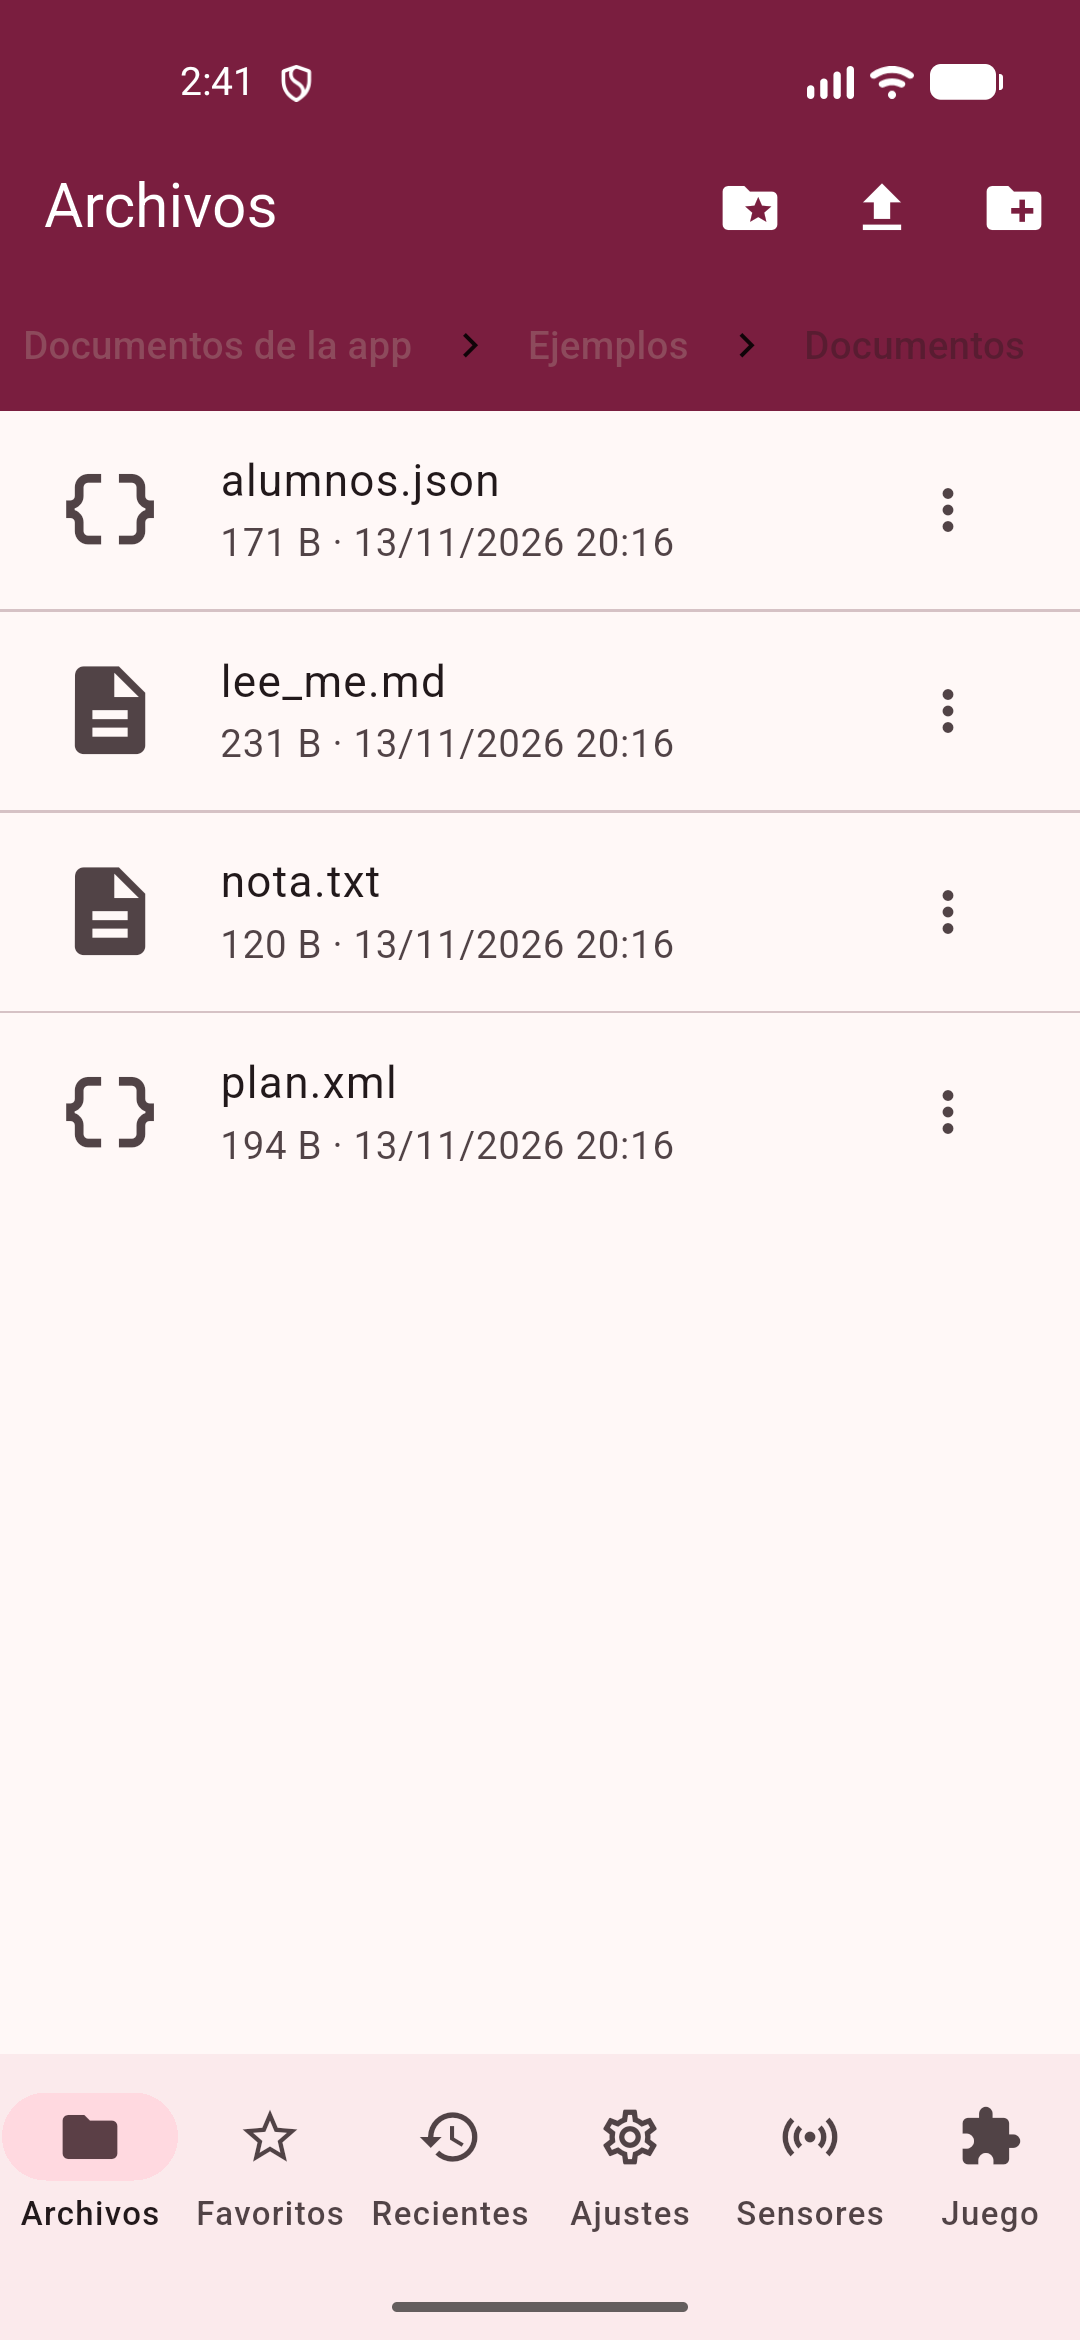 2:41
Archivos
Documentos de la app > Ejemplos > Documentos
alumnos.json
171 B · 13/11/2026 20:16
lee_me.md
231 B · 13/11/2026 20:16
nota.txt
120 B · 13/11/2026 20:16
plan.xml
194 B · 13/11/2026 20:16
Archivos Favoritos Recientes Ajustes Sensores Juego